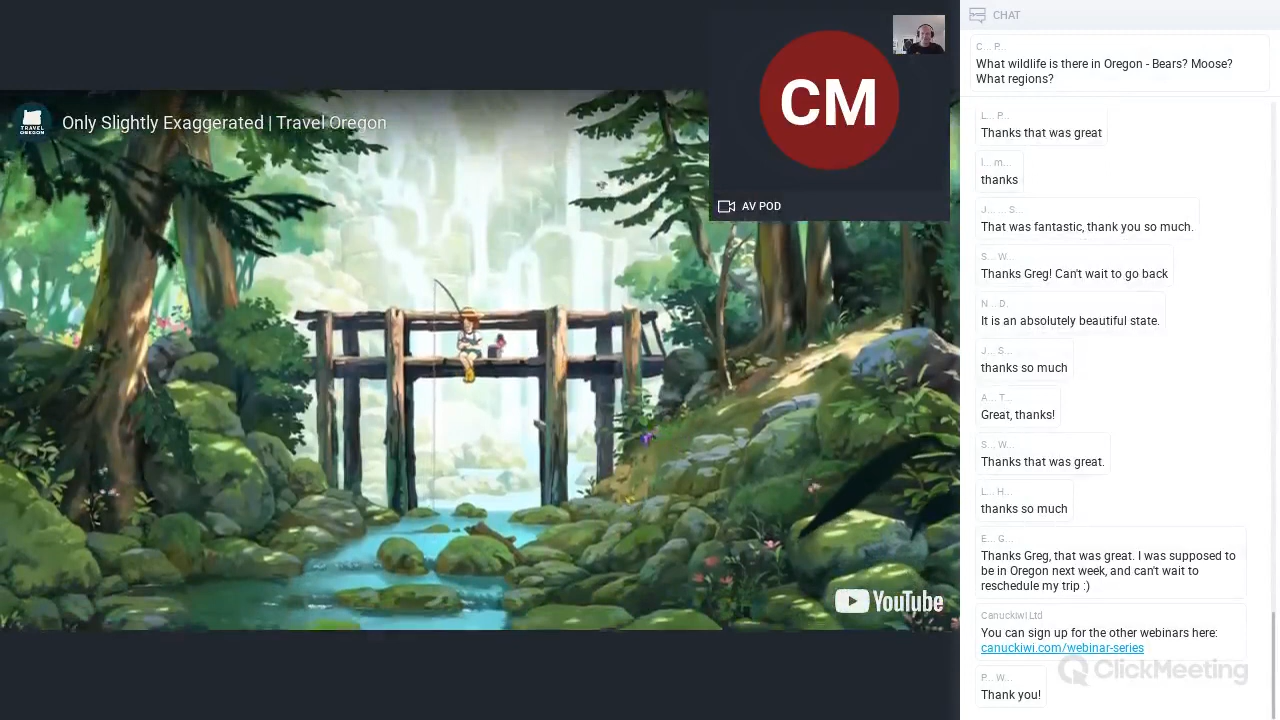 TRAVEL
OREGON
Only Slightly Exaggerated | Travel Oregon
CM
AV POD
YouTube
CHAT
C... P...
What wildlife is there in Oregon - Bears? Moose?
What regions?
L... P...
Thanks that was great
I... m...
thanks
J... ... S...
That was fantastic, thank you so much.
S... W...
Thanks Greg! Can't wait to go back
N... D.
It is an absolutely beautiful state.
J... S...
thanks so much
A... T...
Great, thanks!
S... W...
Thanks that was great.
L... H...
thanks so much
E... G...
Thanks Greg, that was great. I was supposed to
be in Oregon next week, and can't wait to
reschedule my trip :)
Canuckiwi Ltd
You can sign up for the other webinars here:
canuckiwi.com/webinar-series
ClickMeeting
P... W...
Thank you!